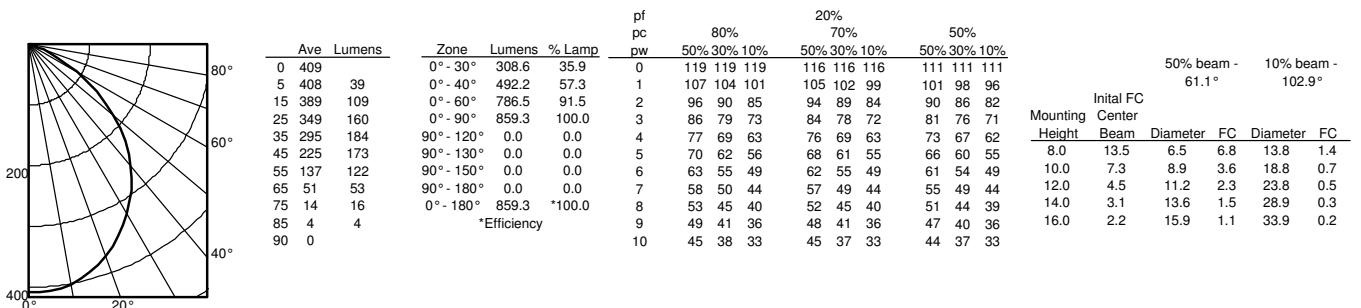 80°
60°
40°
200
400
0°
20°
Ave Lumens
0 409
5 408 39
15 389 109
25 349 160
35 295 184
45 225 173
55 137 122
65 51 53
75 14 16
85 4 4
90 0
Zone Lumens % Lamp
0° - 30° 308.6 35.9
0° - 40° 492.2 57.3
0° - 60° 786.5 91.5
0° - 90° 859.3 100.0
90° - 120° 0.0 0.0
90° - 130° 0.0 0.0
90° - 150° 0.0 0.0
90° - 180° 0.0 0.0
0° - 180° 859.3 *100.0
*Efficiency
pf 20%
pc 80% 70% 50%
pw 50% 30% 10% 50% 30% 10% 50% 30% 10%
0 119 119 119 116 116 116 111 111 111
1 107 104 101 105 102 99 101 98 96
2 96 90 85 94 89 84 90 86 82
3 86 79 73 84 78 72 81 76 71
4 77 69 63 76 69 63 73 67 62
5 70 62 56 68 61 55 66 60 55
6 63 55 49 62 55 49 61 54 49
7 58 50 44 57 49 44 55 49 44
8 53 45 40 52 45 40 51 44 39
9 49 41 36 48 41 36 47 40 36
10 45 38 33 45 37 33 44 37 33
50% beam - 10% beam -
61.1° 102.9°
Inital FC
Mounting Center
Height Beam Diameter FC Diameter FC
8.0 13.5 6.5 6.8 13.8 1.4
10.0 7.3 8.9 3.6 18.8 0.7
12.0 4.5 11.2 2.3 23.8 0.5
14.0 3.1 13.6 1.5 28.9 0.3
16.0 2.2 15.9 1.1 33.9 0.2